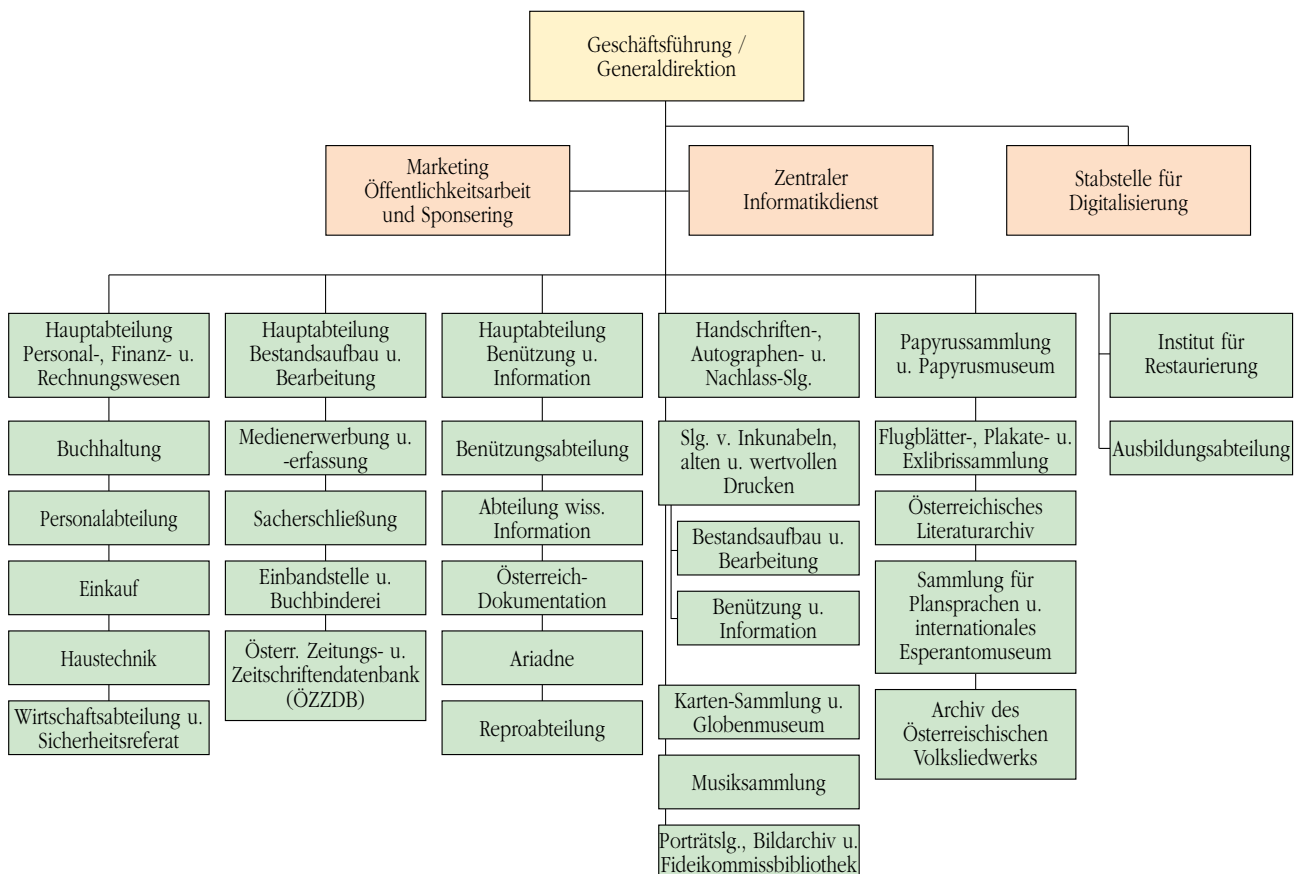 Geschäftsführung /
Generaldirektion
Marketing
Öffentlichkeitsarbeit
und Sponsering
Zentraler
Informatikdienst
Stabstelle für
Digitalisierung
Hauptabteilung
Personal-, Finanz- u.
Rechnungswesen
Buchhaltung
Personalabteilung
Einkauf
Haustechnik
Wirtschaftsabteilung u.
Sicherheitsreferat
Hauptabteilung
Bestandsaufbau u.
Bearbeitung
Medienerwerbung u.
-erfassung
Sacherschließung
Einbandstelle u.
Buchbinderei
Österr. Zeitungs- u.
Zeitschriftendatenbank
(ÖZZDB)
Hauptabteilung
Benützung u.
Information
Benützungsabteilung
Abteilung wiss.
Information
Österreich-
Dokumentation
Ariadne
Reproabteilung
Handschriften-,
Autographen- u.
Nachlass-Slg.
Slg. v. Inkunabeln,
alten u. wertvollen
Drucken
Bestandsaufbau u.
Bearbeitung
Benützung u.
Information
Karten-Sammlung u.
Globenmuseum
Musiksammlung
Porträtslg., Bildarchiv u.
Fideikommissbibliothek
Papyrussammlung
u. Papyrusmuseum
Flugblätter-, Plakate- u.
Exlibrissammlung
Österreichisches
Literaturarchiv
Sammlung für
Plansprachen u.
internationales
Esperantomuseum
Archiv des
Österreischischen
Volksliedwerks
Institut für
Restaurierung
Ausbildungsabteilung